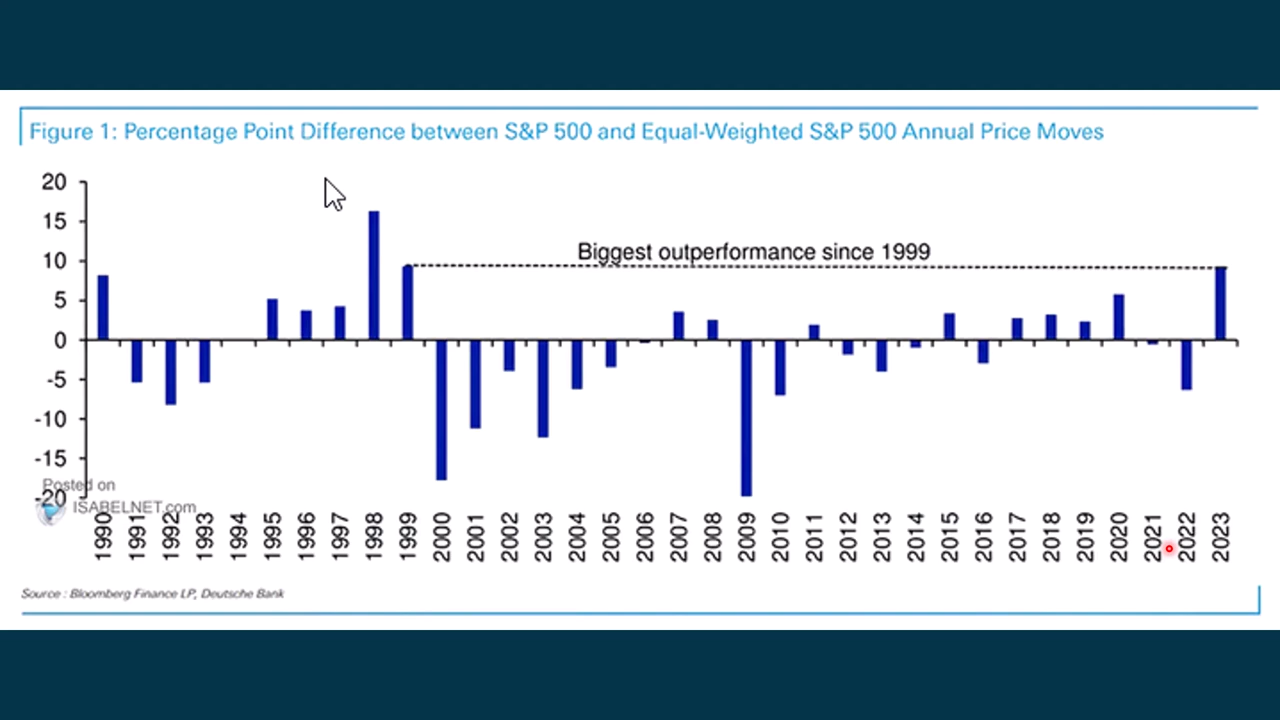 Figure 1: Percentage Point Difference between S&P 500 and Equal-Weighted S&P 500 Annual Price Moves
20
15
10
5
0
-5
-10
-15
-20
Biggest outperformance since 1999
Posted on
ISABELNET.com
1990 1991 1992 1993 1994 1995 1996 1997 1998 1999 2000 2001 2002 2003 2004 2005 2006 2007 2008 2009 2010 2011 2012 2013 2014 2015 2016 2017 2018 2019 2020 2021 2022 2023
Source : Bloomberg Finance LP, Deutsche Bank